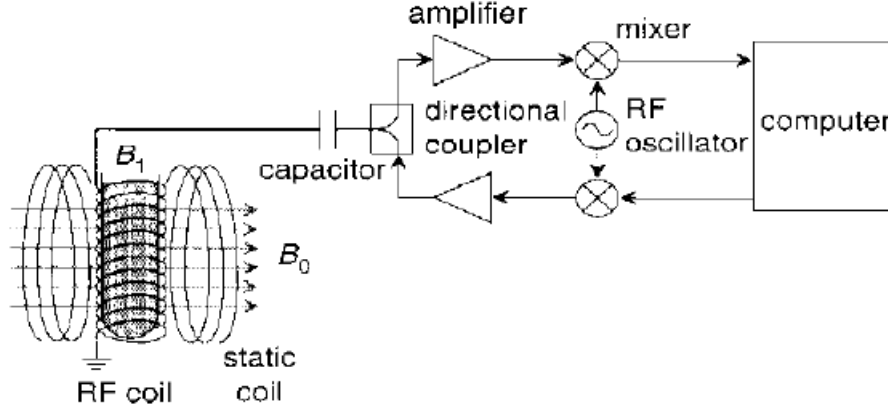 amplifier
mixer
directional
coupler
RF
oscillator
computer
capacitor
B1
B0
static
coil
RF coil